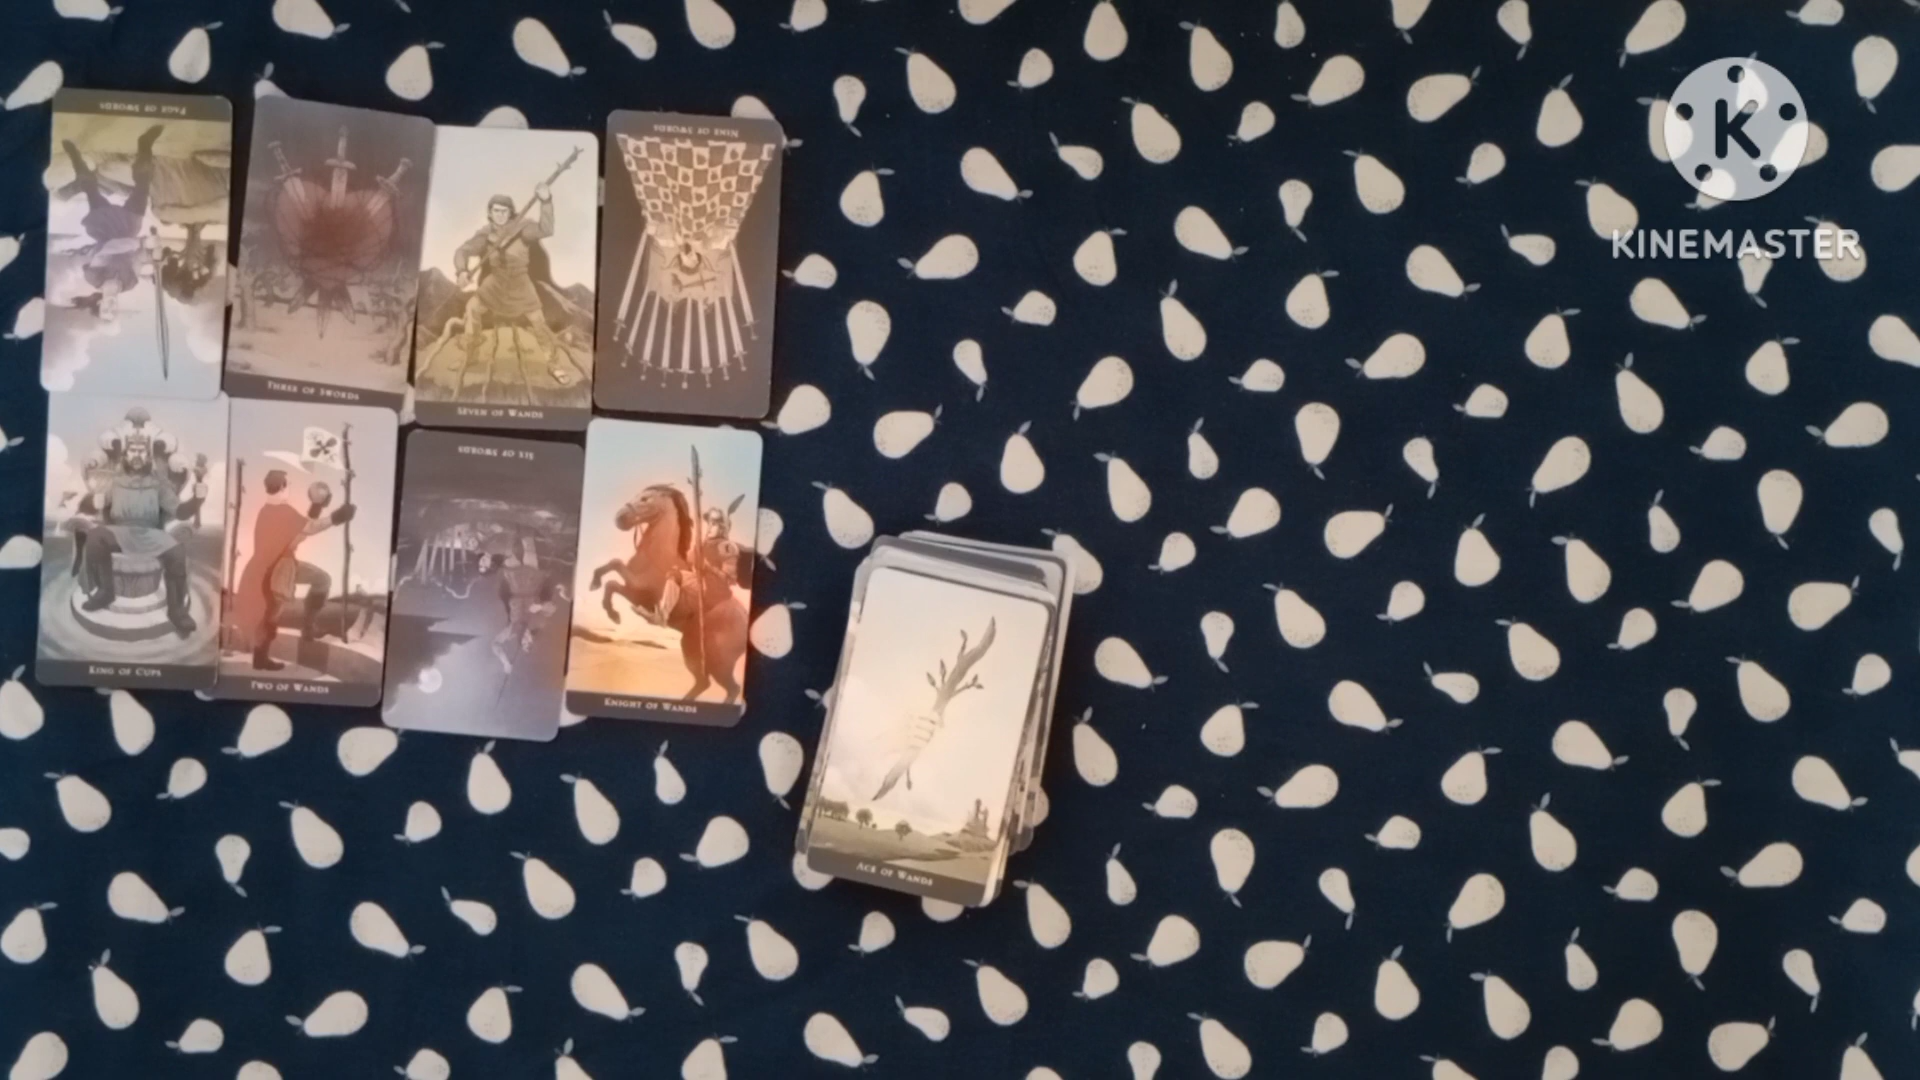 PAGE OF SWORDS
THREE OF SWORDS
SEVEN OF WANDS
NINE OF SWORDS
KING OF CUPS
TWO OF WANDS
SIX OF SWORDS
KNIGHT OF WANDS
ACE OF WANDS
K
KINEMASTER